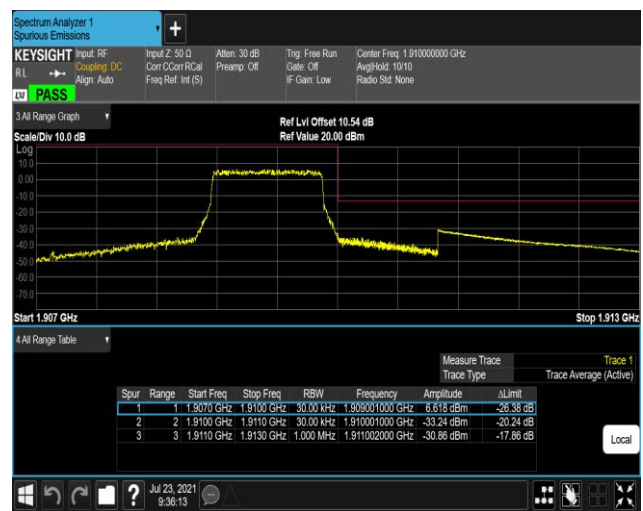 Spectrum Analyzer 1
Spurious Emissions
+
KEYSIGHT Input: RF Input Z: 50 Ω Atten: 30 dB Trig: Free Run Center Freq: 1.910000000 GHz
RL Coupling: DC Corr CCorr RCal Preamp: Off Gate: Off Avg|Hold: 10/10
Align: Auto Freq Ref: Int (S) IF Gain: Low Radio Std: None
LXI PASS
3 All Range Graph
Ref Lvl Offset 10.54 dB
Scale/Div 10.0 dB Ref Value 20.00 dBm
Log
10.0
0.00
-10.0
-20.0
-30.0
-40.0
-50.0
-60.0
-70.0
Start 1.907 GHz Stop 1.913 GHz
4 All Range Table
Measure Trace Trace 1
Trace Type Trace Average (Active)
Spur Range Start Freq Stop Freq RBW Frequency Amplitude ΔLimit
1 1 1.9070 GHz 1.9100 GHz 30.00 kHz 1.909001000 GHz 6.618 dBm -26.38 dB
2 2 1.9100 GHz 1.9110 GHz 30.00 kHz 1.910001000 GHz -33.24 dBm -20.24 dB
3 3 1.9110 GHz 1.9130 GHz 1.000 MHz 1.911002000 GHz -30.86 dBm -17.86 dB
Local
? Jul 23, 2021
9:36:13